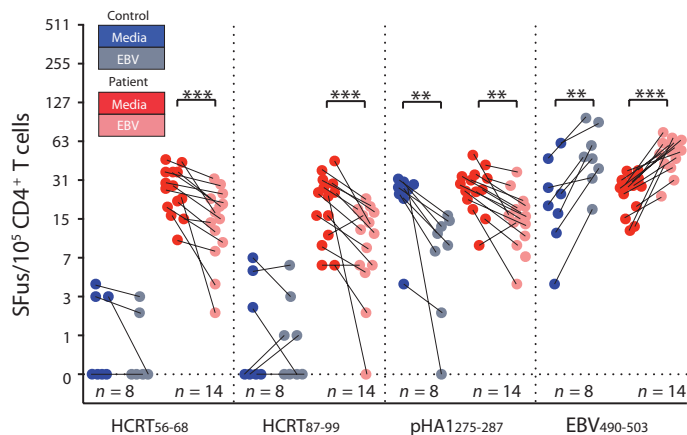 Control
Media
EBV
Patient
Media
EBV
SFus/10⁵ CD4⁺ T cells
511
255
127
63
31
15
7
3
1
0
*** *** ** ** ** ***
n = 8 n = 14 n = 8 n = 14 n = 8 n = 14 n = 8 n = 14
HCRT₅₆₋₆₈ HCRT₈₇₋₉₉ pHA1₂₇₅₋₂₈₇ EBV₄₉₀₋₅₀₃